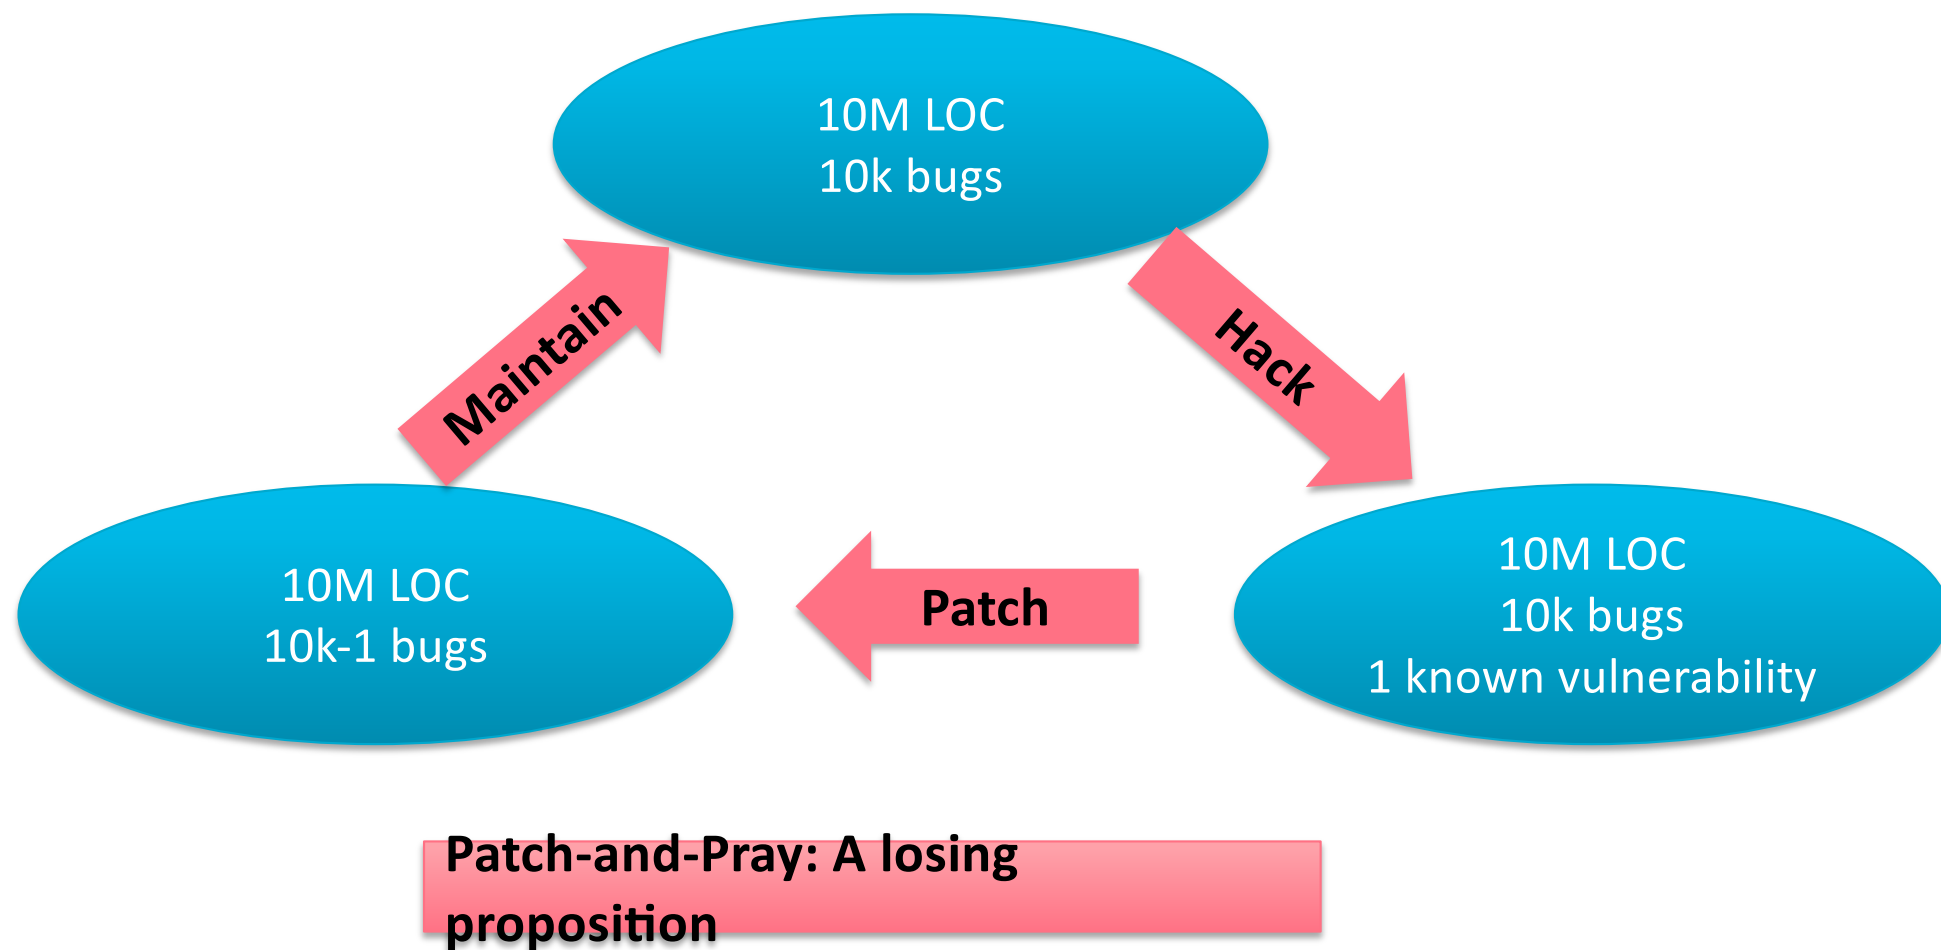 10M LOC
10k bugs
Maintain
Hack
10M LOC
10k-1 bugs
Patch
10M LOC
10k bugs
1 known vulnerability
Patch-and-Pray: A losing
proposition